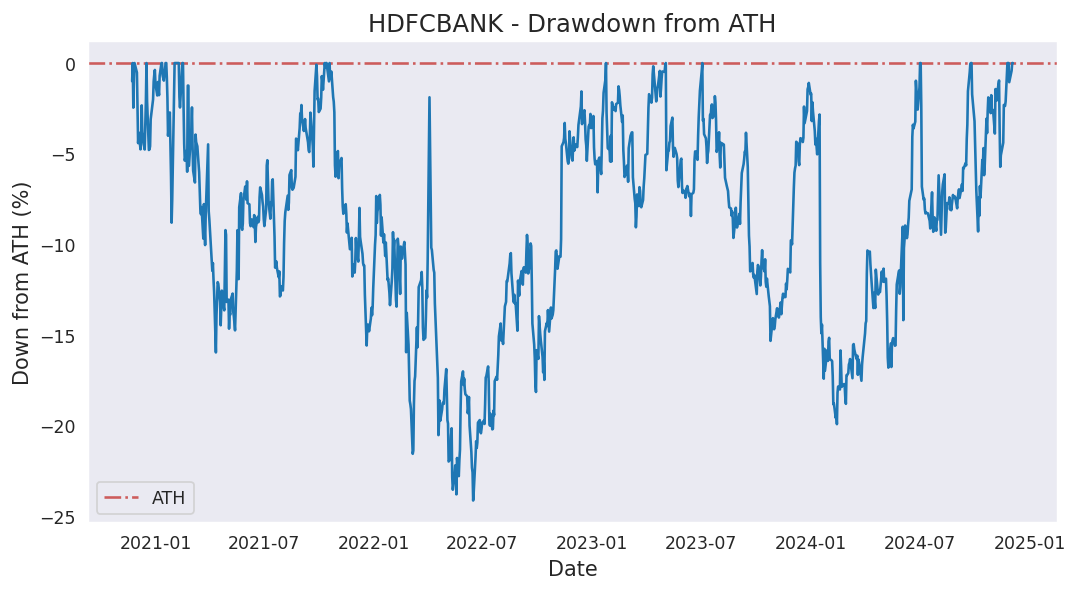 HDFCBANK - Drawdown from ATH
Down from ATH (%)
0
−5
−10
−15
−20
−25
ATH
2021-01 2021-07 2022-01 2022-07 2023-01 2023-07 2024-01 2024-07 2025-01
Date